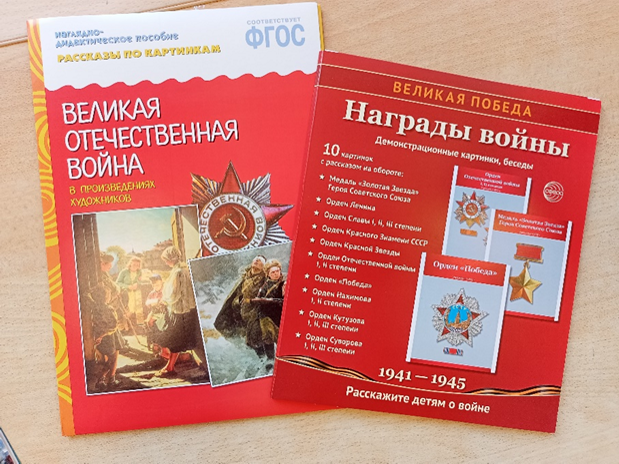 НАГЛЯДНО-
ДИДАКТИЧЕСКОЕ ПОСОБИЕ
РАССКАЗЫ ПО КАРТИНКАМ
СООТВЕТСТВУЕТ
ФГОС
ВЕЛИКАЯ
ОТЕЧЕСТВЕННАЯ
ВОЙНА
В ПРОИЗВЕДЕНИЯХ
ХУДОЖНИКОВ
ОТЕЧЕСТВЕННАЯ ВОЙНА
ВЕЛИКАЯ ПОБЕДА
Награды войны
Демонстрационные картинки, беседы
10 картинок
с рассказом на обороте:
Медаль «Золотая Звезда»
Героя Советского Союза
Орден Ленина
Орден Славы I, II, III степени
Орден Красного Знамени СССР
Орден Красной Звезды
Орден Отечественной войны
I, II степени
Орден «Победа»
Орден Нахимова
I, II степени
Орден Кутузова
I, II, III степени
Орден Суворова
I, II, III степени
Орден
Отечественной войны
Медаль «Золотая Звезда»
Героя Советского Союза
Орден «Победа»
1941—1945
Расскажите детям о войне